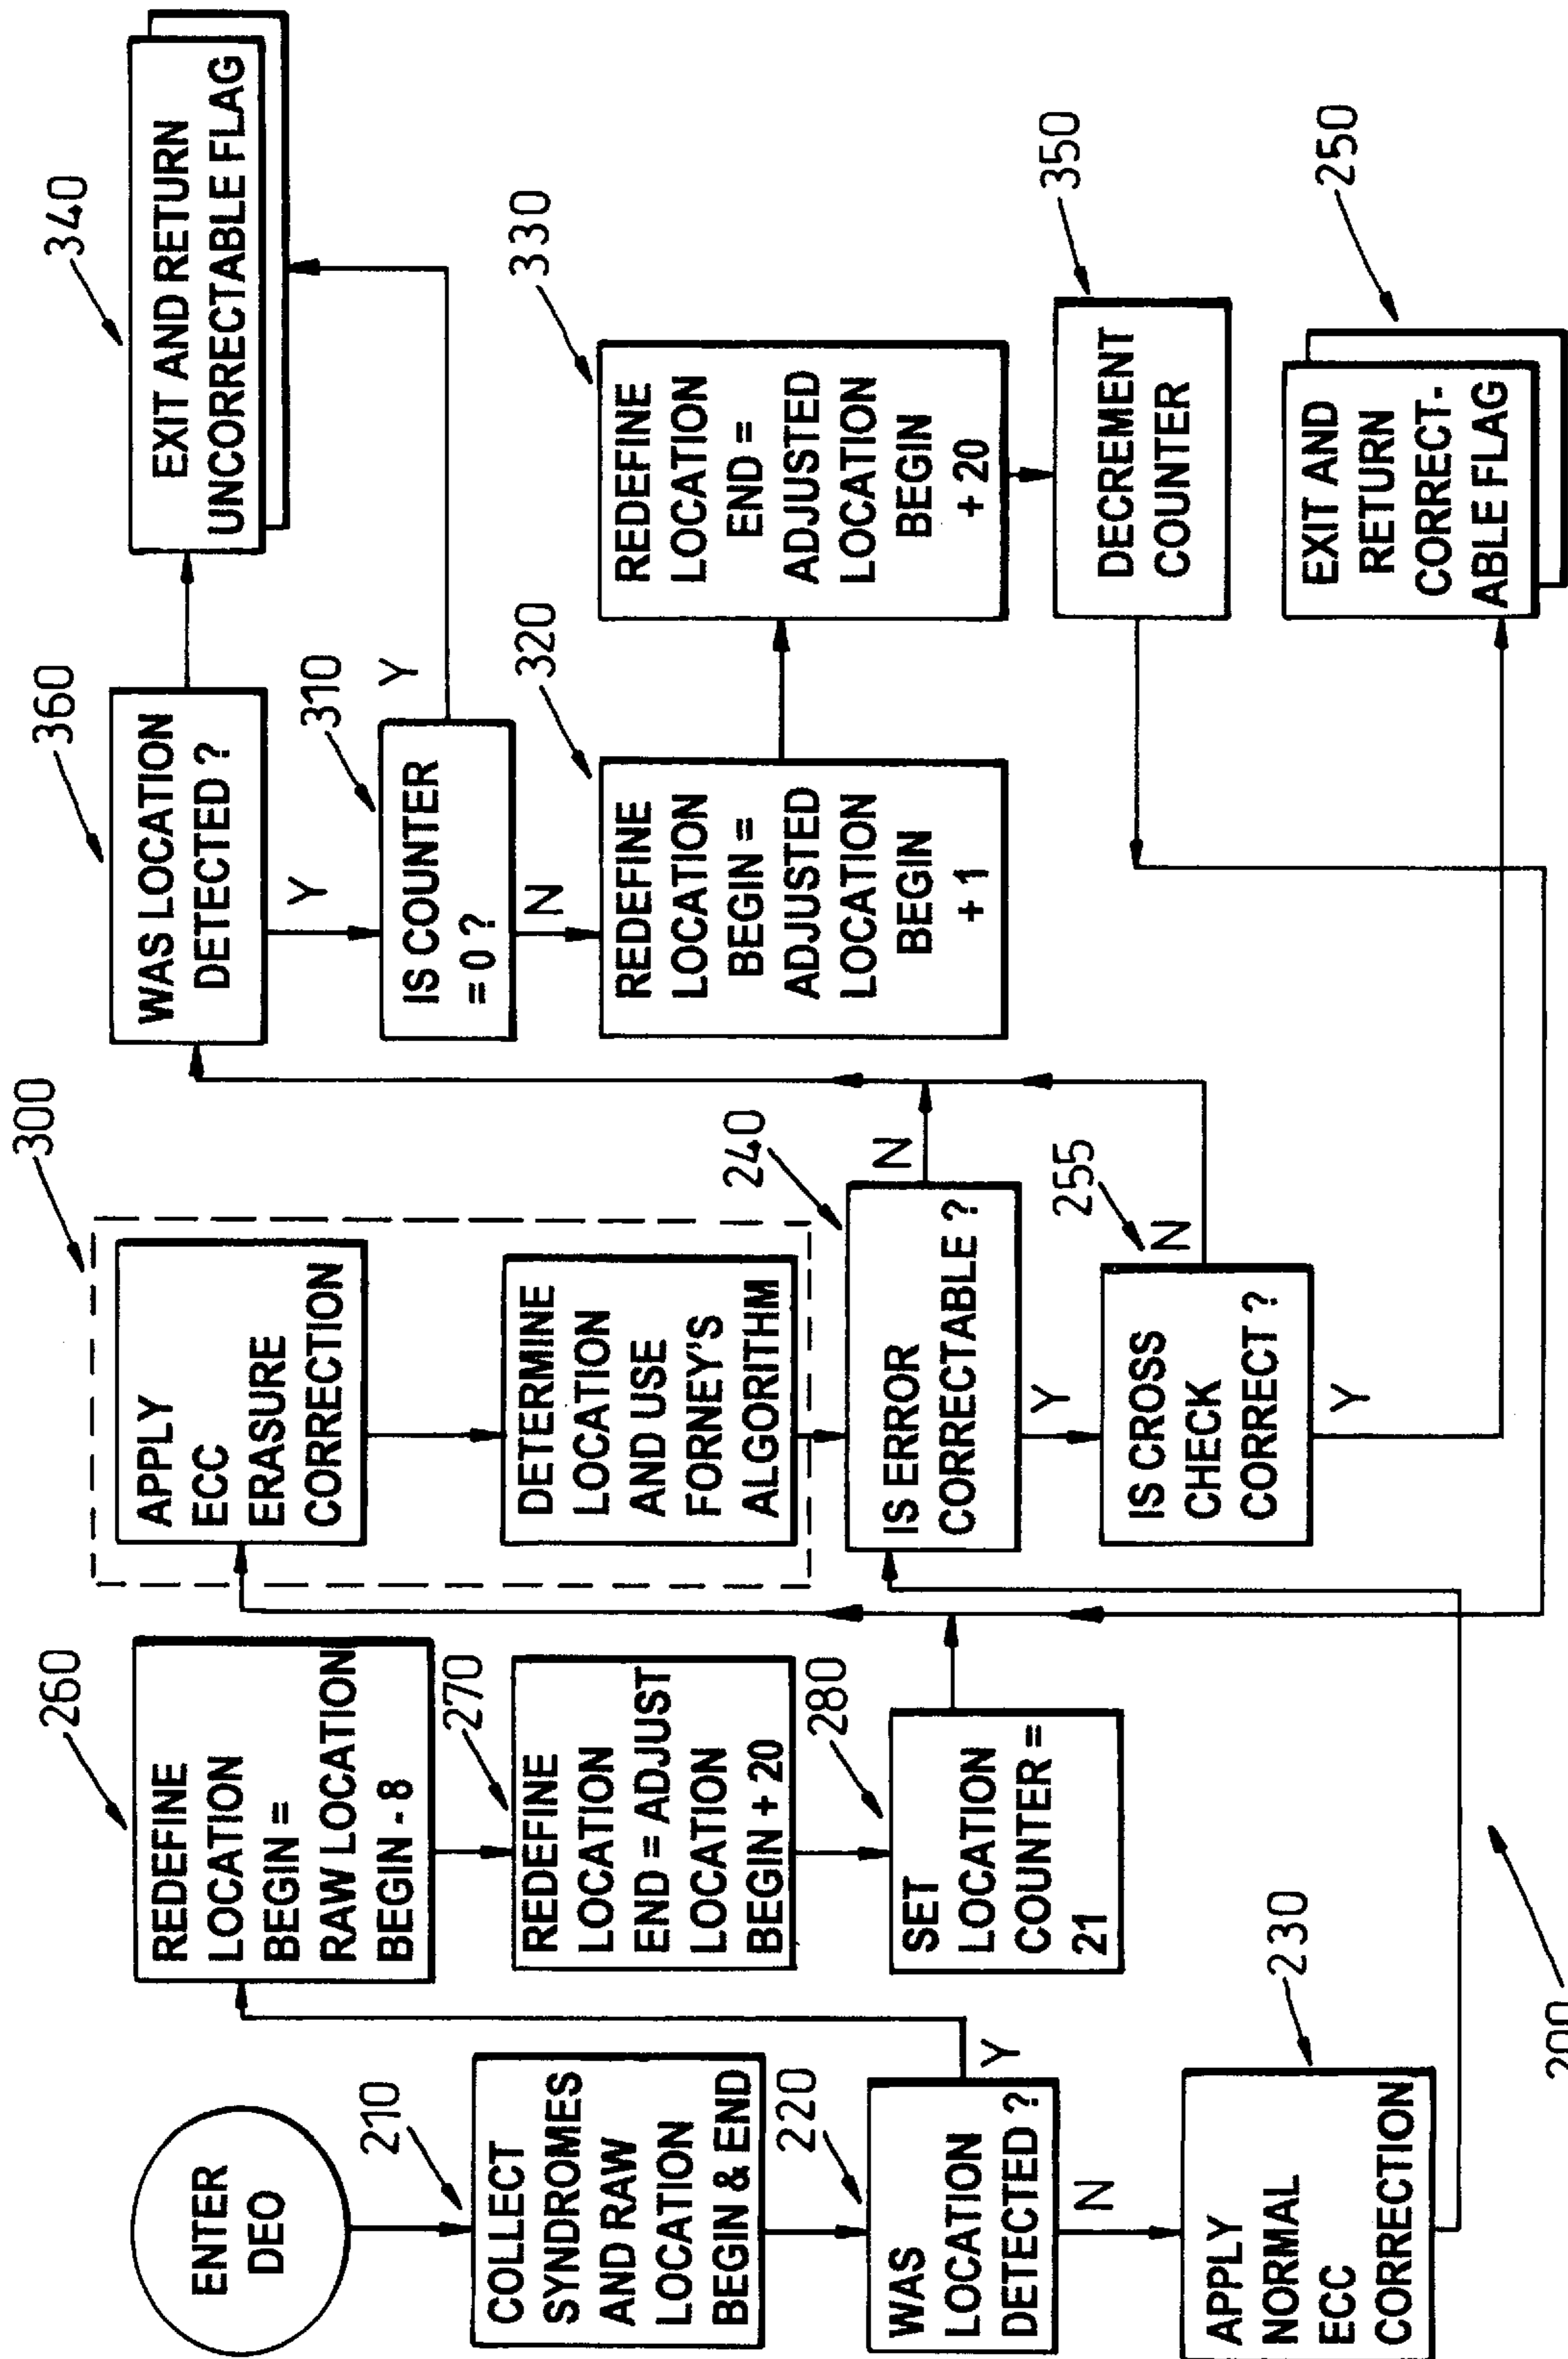 ENTER
DEO
210
COLLECT
SYNDROMES
AND RAW
LOCATION
BEGIN & END
220
WAS
LOCATION
DETECTED ?
Y
N
APPLY
NORMAL
ECC
CORRECTION
230
200
260
REDEFINE
LOCATION
BEGIN =
RAW LOCATION
BEGIN - 8
270
REDEFINE
LOCATION
END = ADJUST
LOCATION
BEGIN + 20
280
SET
LOCATION
COUNTER =
21
300
APPLY
ECC
ERASURE
CORRECTION
DETERMINE
LOCATION
AND USE
FORNEY'S
ALGORITHM
240
IS ERROR
CORRECTABLE ?
N
Y
255
IS CROSS
CHECK
CORRECT ?
N
Y
360
WAS LOCATION
DETECTED ?
Y
310
IS COUNTER
= 0 ?
Y
N
320
REDEFINE
LOCATION
BEGIN =
ADJUSTED
LOCATION
BEGIN
+ 1
340
EXIT AND RETURN
UNCORRECTABLE FLAG
330
REDEFINE
LOCATION
END =
ADJUSTED
LOCATION
BEGIN
+ 20
350
DECREMENT
COUNTER
250
EXIT AND
RETURN
CORRECT-
ABLE FLAG